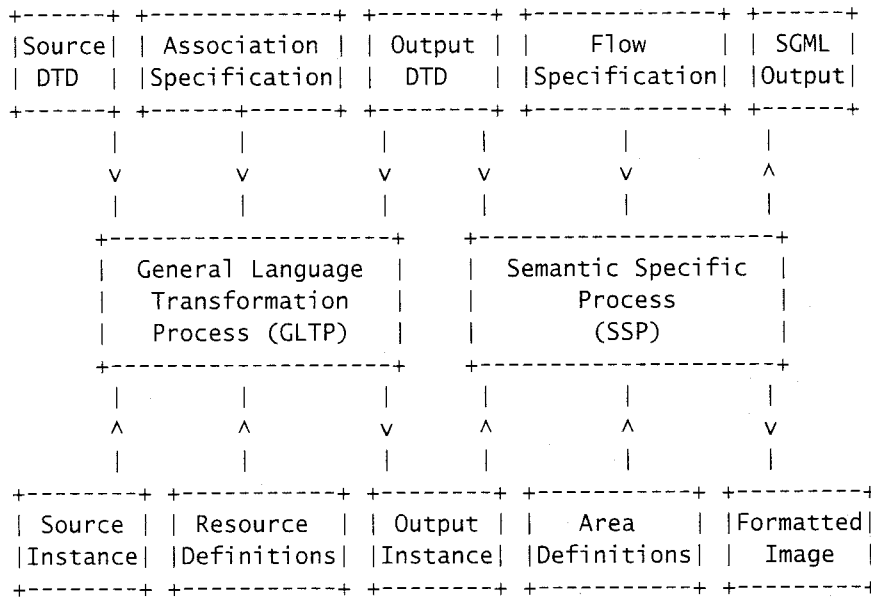 Source Association Output Flow SGML
DTD Specification DTD Specification Output
General Language Semantic Specific
Transformation Process
Process (GLTP) (SSP)
Source Resource Output Area Formatted
Instance Definitions Instance Definitions Image